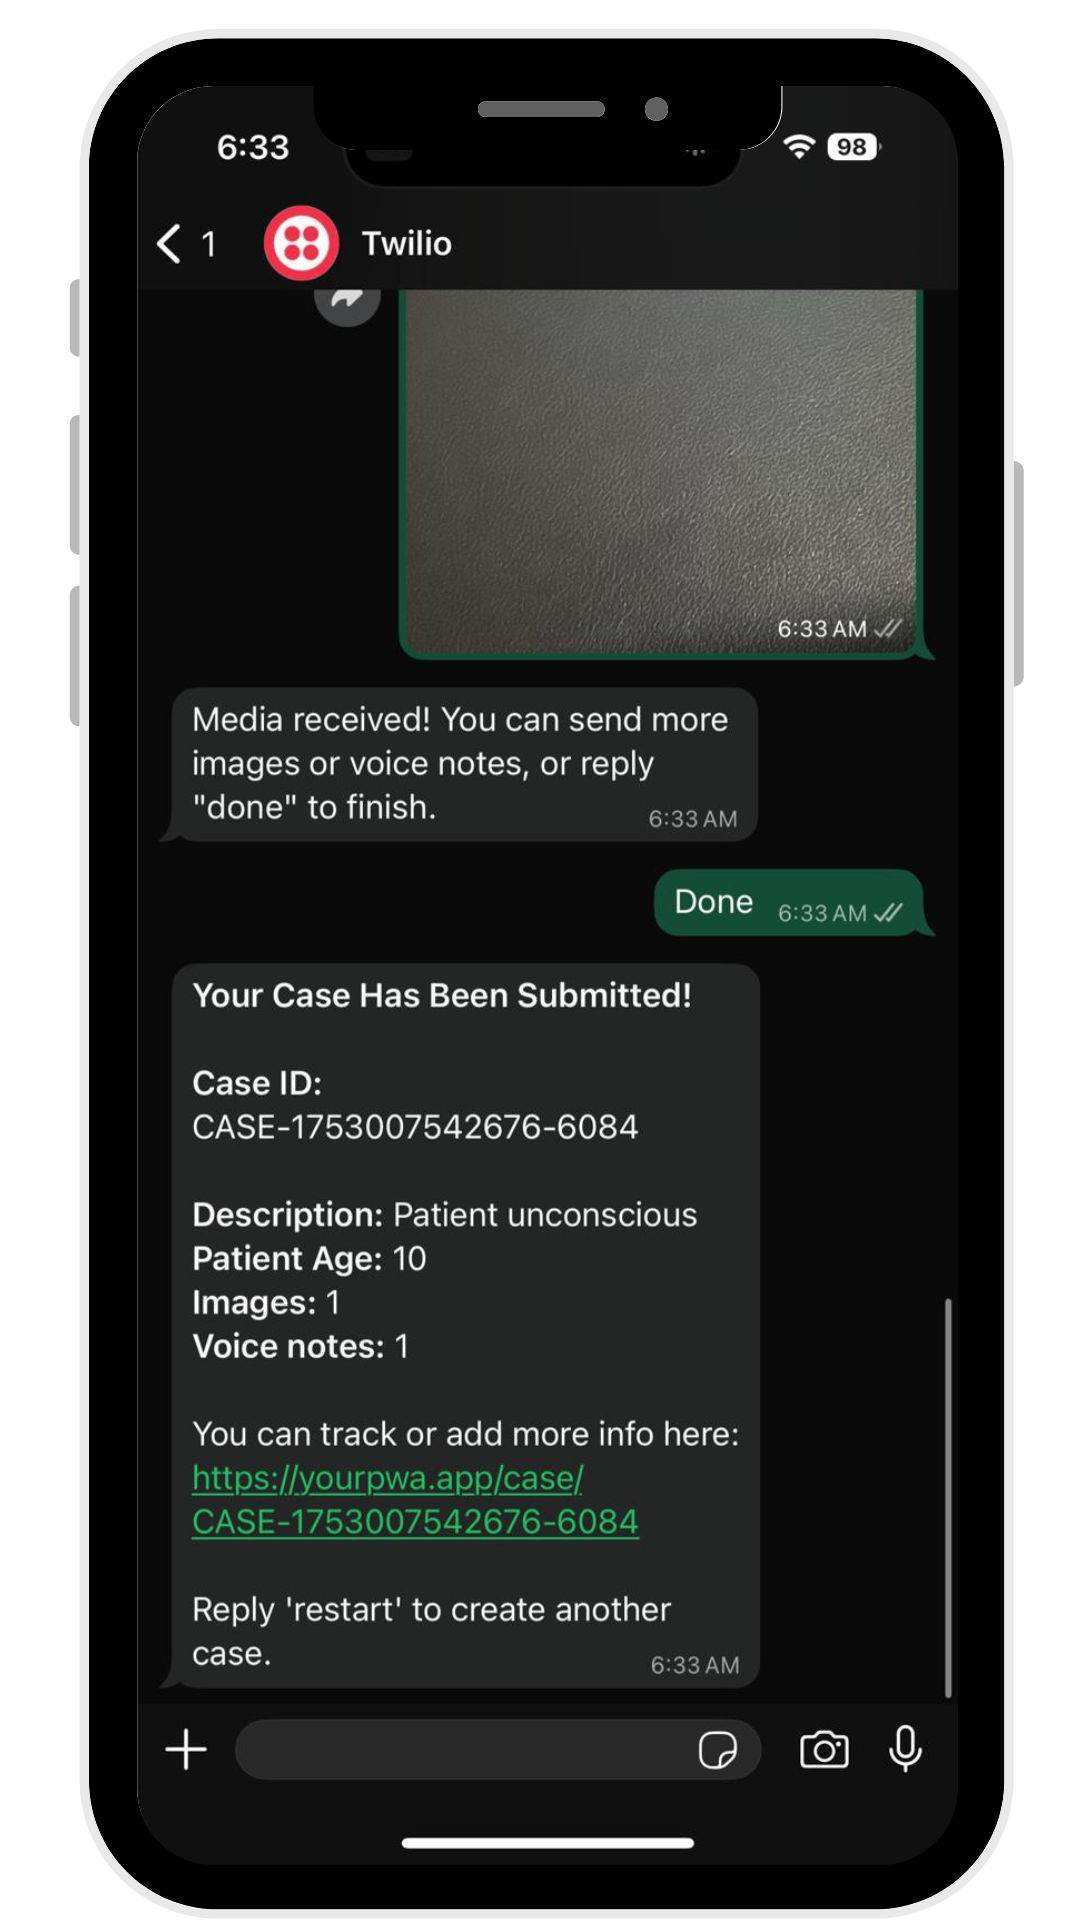 6:33
98
1
Twilio
6:33 AM
Media received! You can send more
images or voice notes, or reply
"done" to finish.
6:33 AM
Done
6:33 AM
Your Case Has Been Submitted!
Case ID:
CASE-1753007542676-6084
Description: Patient unconscious
Patient Age: 10
Images: 1
Voice notes: 1
You can track or add more info here:
https://yourpwa.app/case/
CASE-1753007542676-6084
Reply 'restart' to create another
case.
6:33 AM